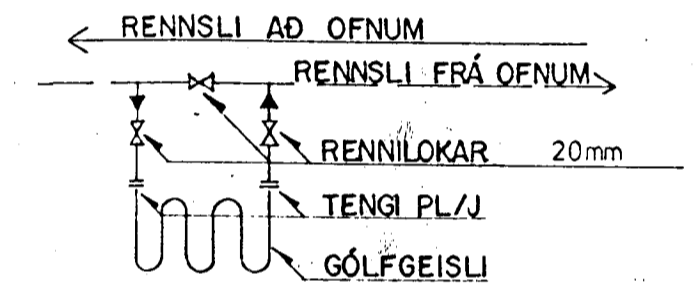 RENNSLI AÐ OFNUM
RENNSLI FRÁ OFNUM
RENNILOKAR 20mm
TENGI PL/J
GÓLFGEISLI